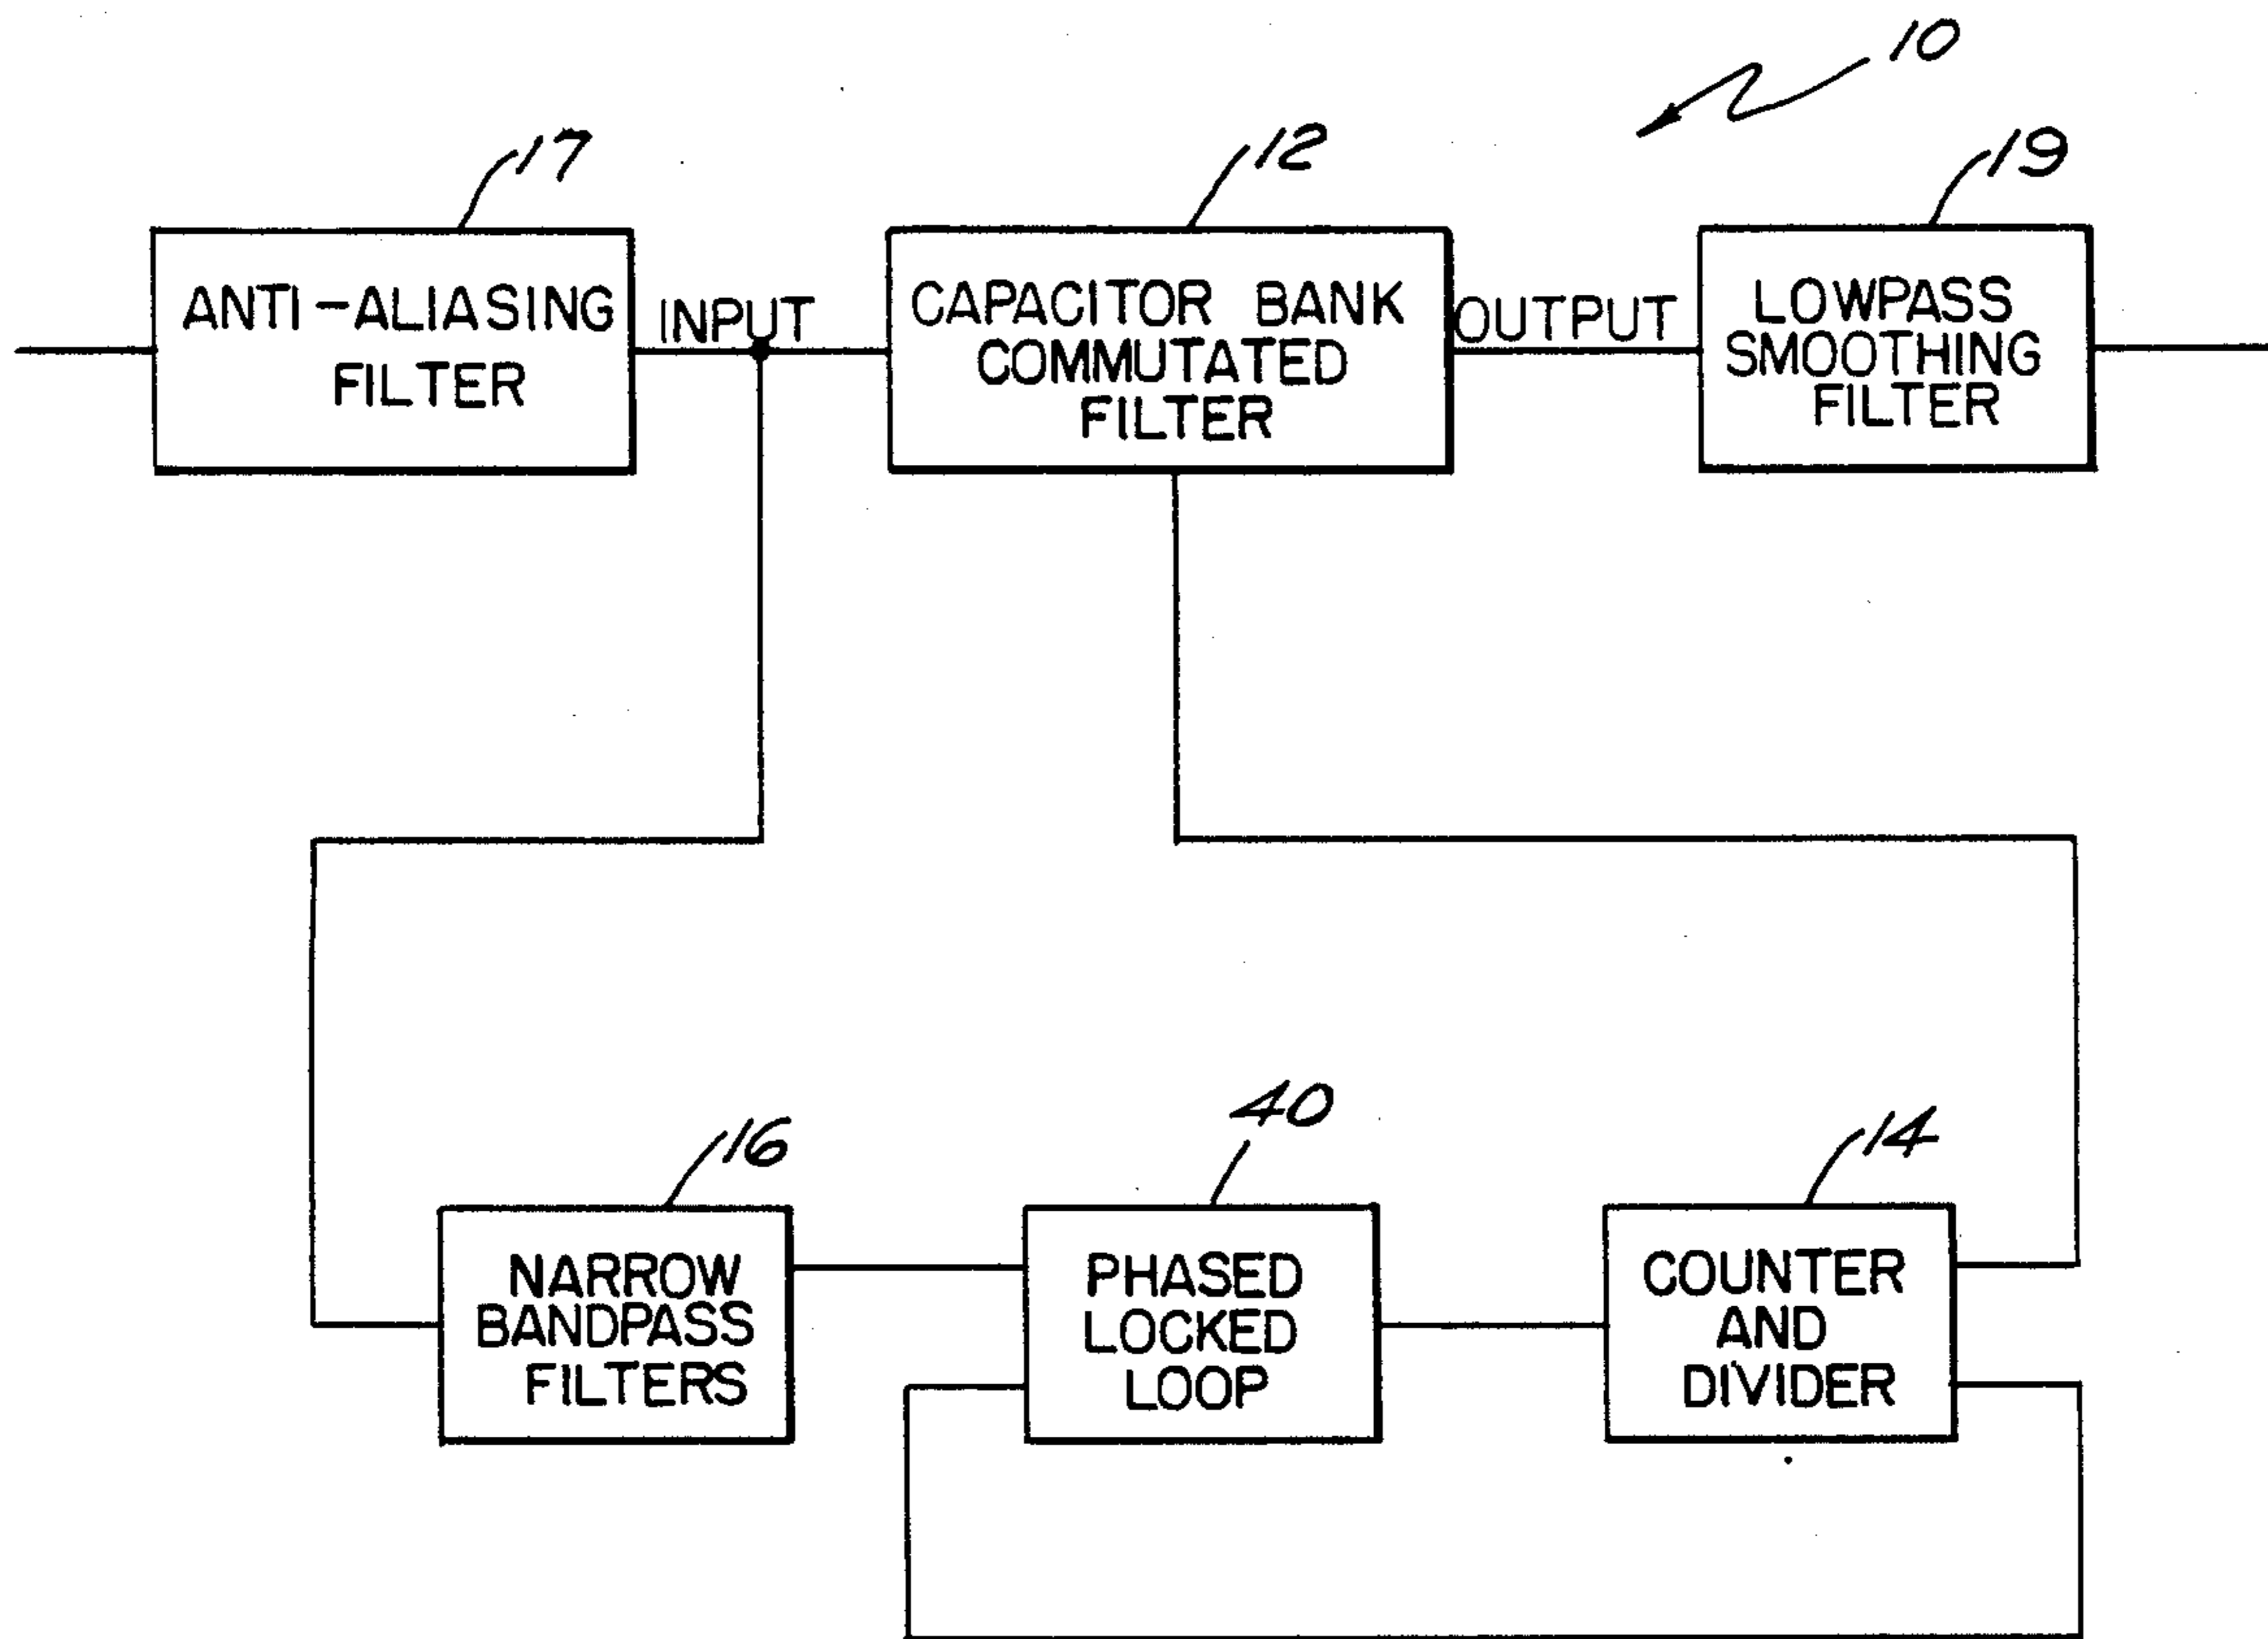 10
17
12
19
ANTI-ALIASING
FILTER
INPUT
CAPACITOR BANK
COMMUTATED
FILTER
OUTPUT
LOWPASS
SMOOTHING
FILTER
16
40
14
NARROW
BANDPASS
FILTERS
PHASED
LOCKED
LOOP
COUNTER
AND
DIVIDER